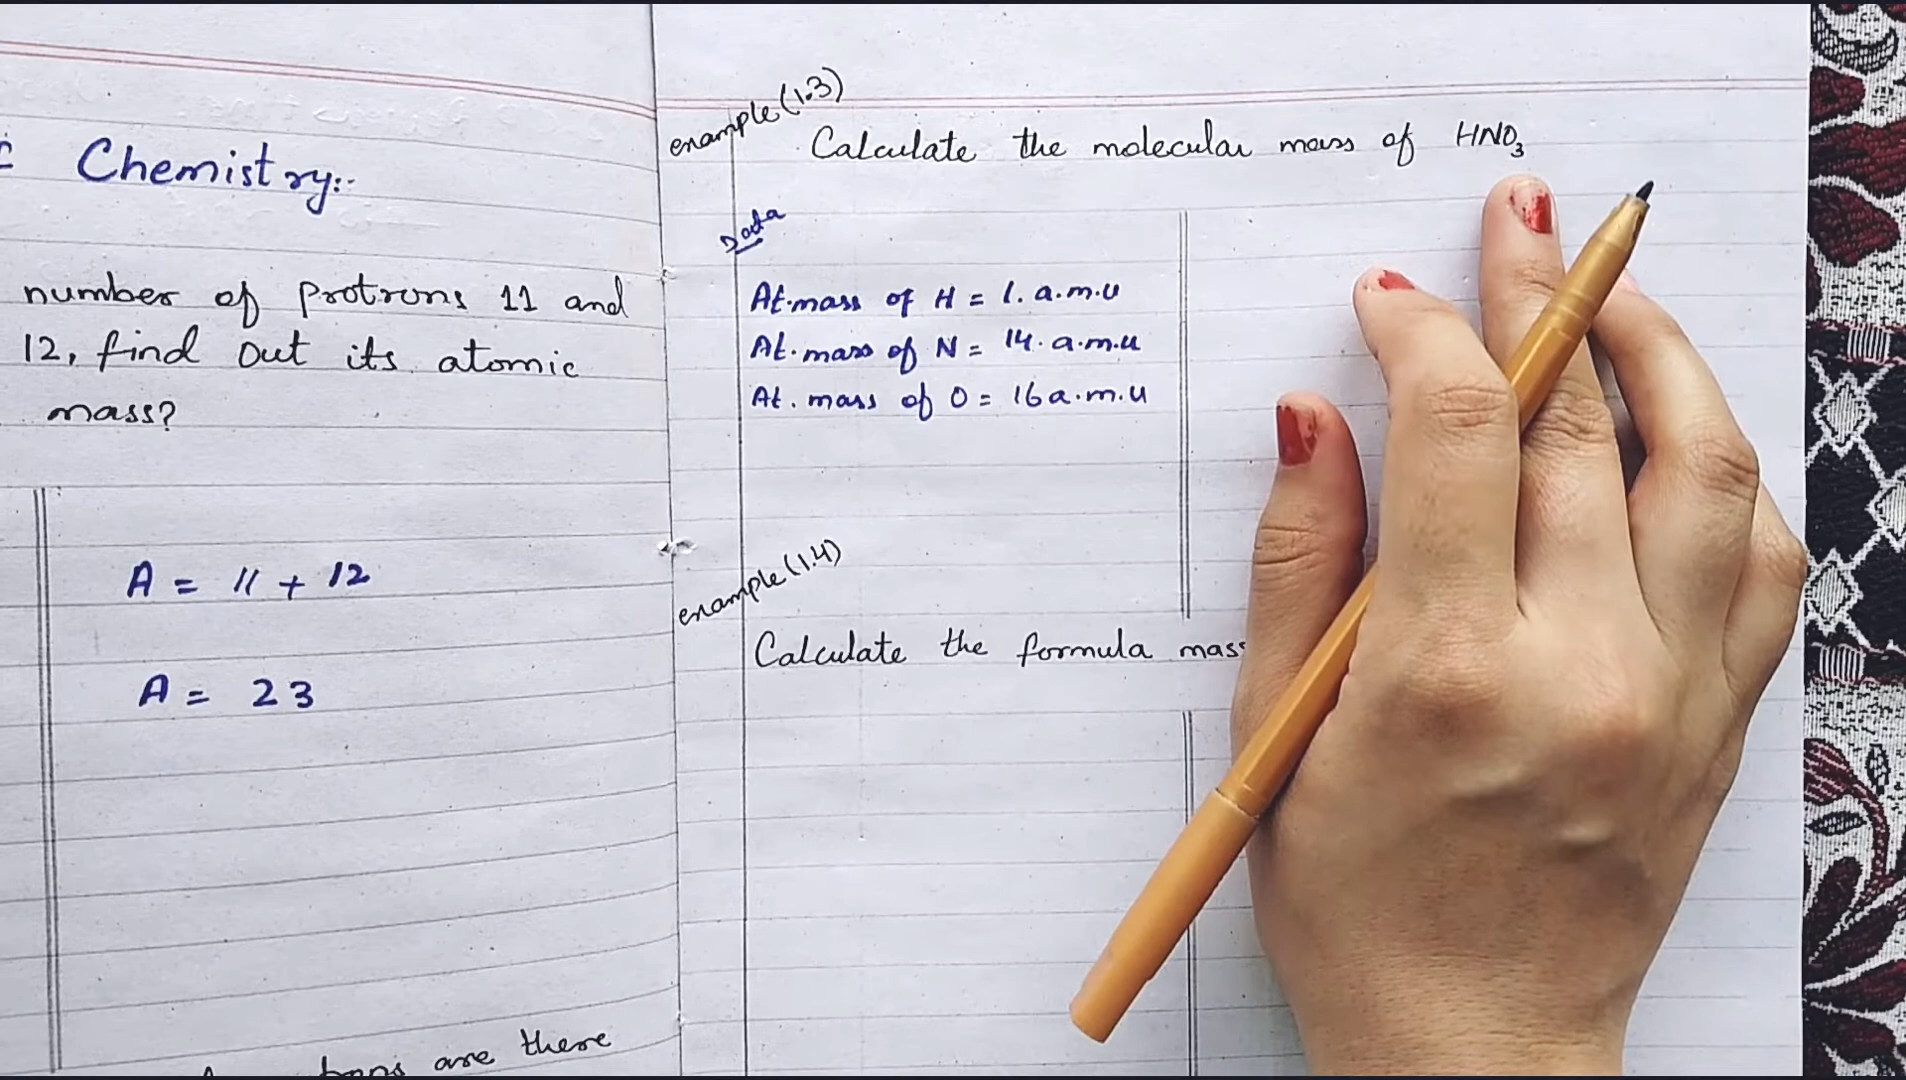 Chemistry:-
number of protrons 11 and
12, find out its atomic
mass?
A = 11 + 12
A = 23
are there
example (1.3)
Calculate the molecular mass of HNO₃
Data
At.mass of H = 1. a.m.u
At. mass of N = 14. a.m.u
At. mass of O = 16 a.m.u
example (1.4)
Calculate the formula mass